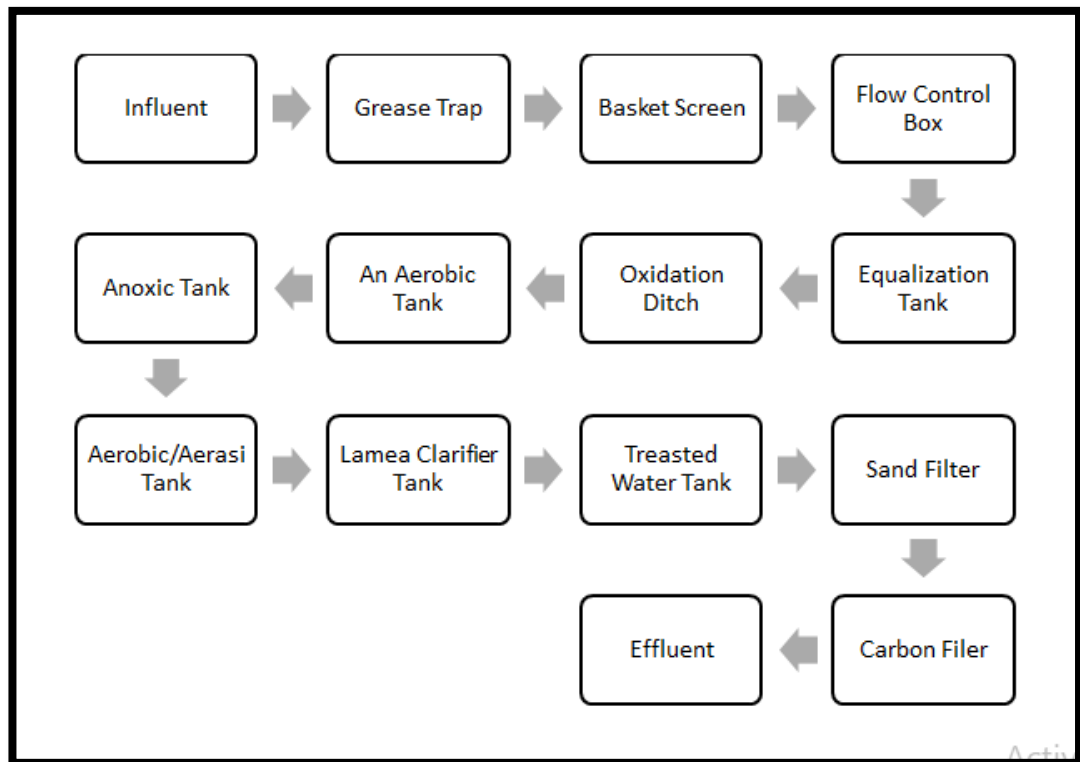 Influent
Grease Trap
Basket Screen
Flow Control
Box
Equalization
Tank
Oxidation
Ditch
An Aerobic
Tank
Anoxic Tank
Aerobic/Aerasi
Tank
Lamea Clarifier
Tank
Treasted
Water Tank
Sand Filter
Carbon Filer
Effluent